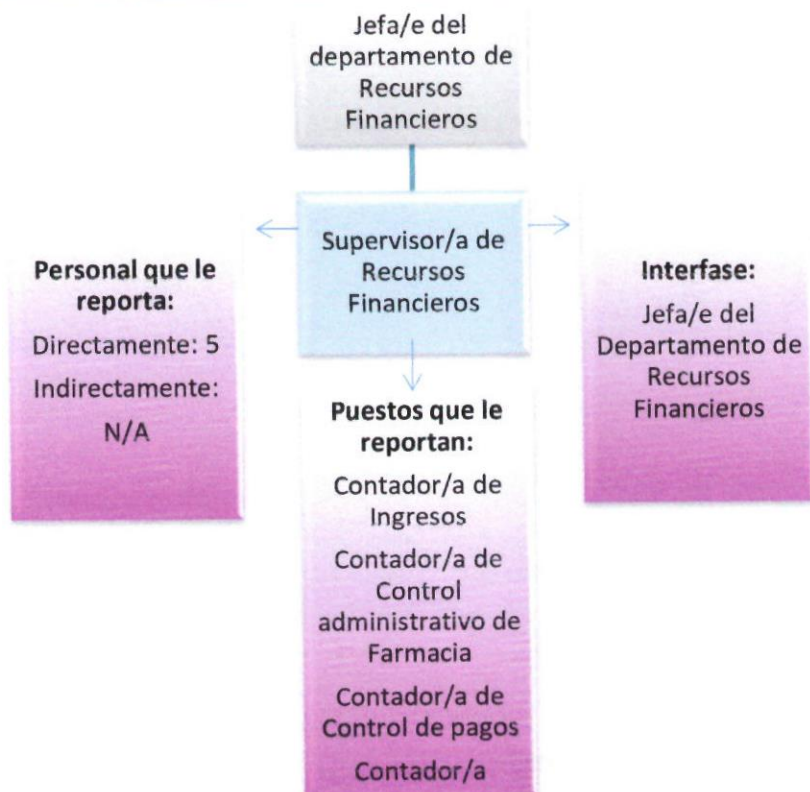 Jefa/e del
departamento de
Recursos
Financieros
Supervisor/a de
Recursos
Financieros
Personal que le
reporta:
Directamente: 5
Indirectamente:
N/A
Interfase:
Jefa/e del
Departamento de
Recursos
Financieros
Puestos que le
reportan:
Contador/a de
Ingresos
Contador/a de
Control
administrativo de
Farmacia
Contador/a de
Control de pagos
Contador/a